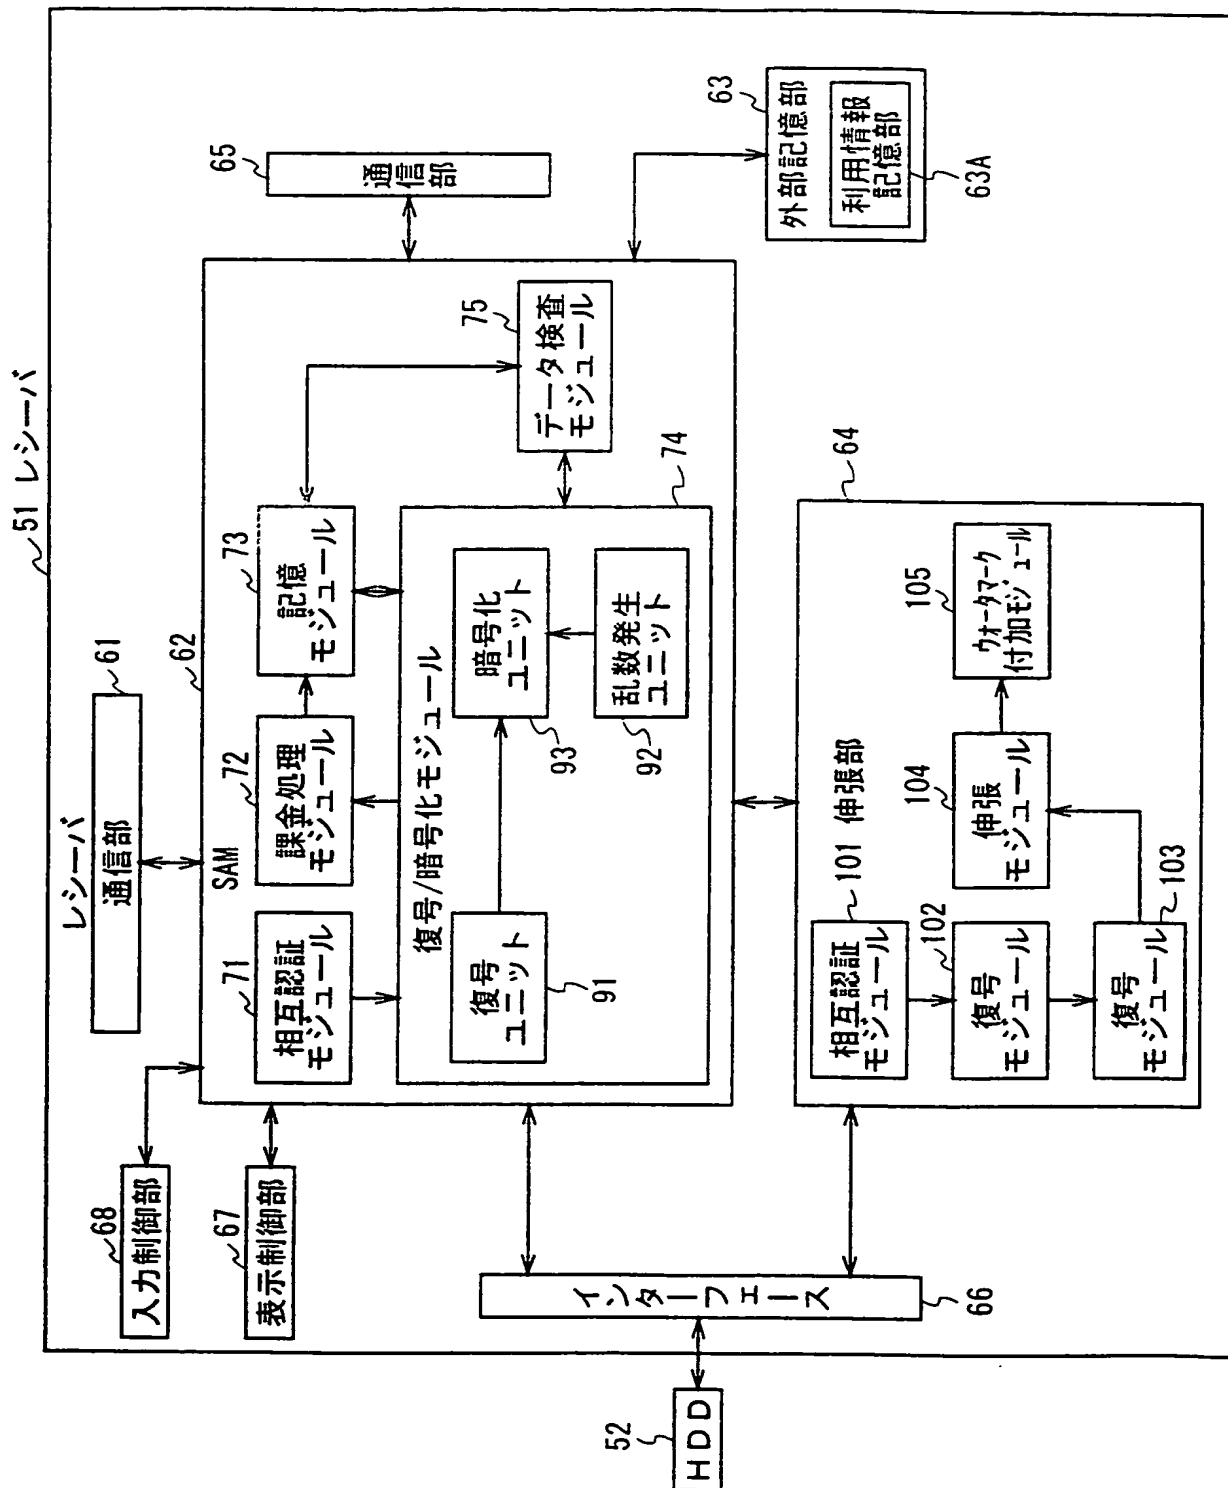 51 レシーバ
レシーバ
通信部
61
68
入力制御部
67
表示制御部
62
SAM
71
相互認証
モジュール
72
課金処理
モジュール
73
記憶
モジュール
65
通信部
復号/暗号化モジュール
74
復号
ユニット
91
暗号化
ユニット
93
乱数発生
ユニット
92
75
データ検査
モジュール
63
外部記憶部
利用情報
記憶部
63A
52
HDD
インターフェース
66
64
伸張部
101
相互認証
モジュール
102
復号
モジュール
103
復号
モジュール
104
伸張
モジュール
105
ウォータマーク
付加モジュール